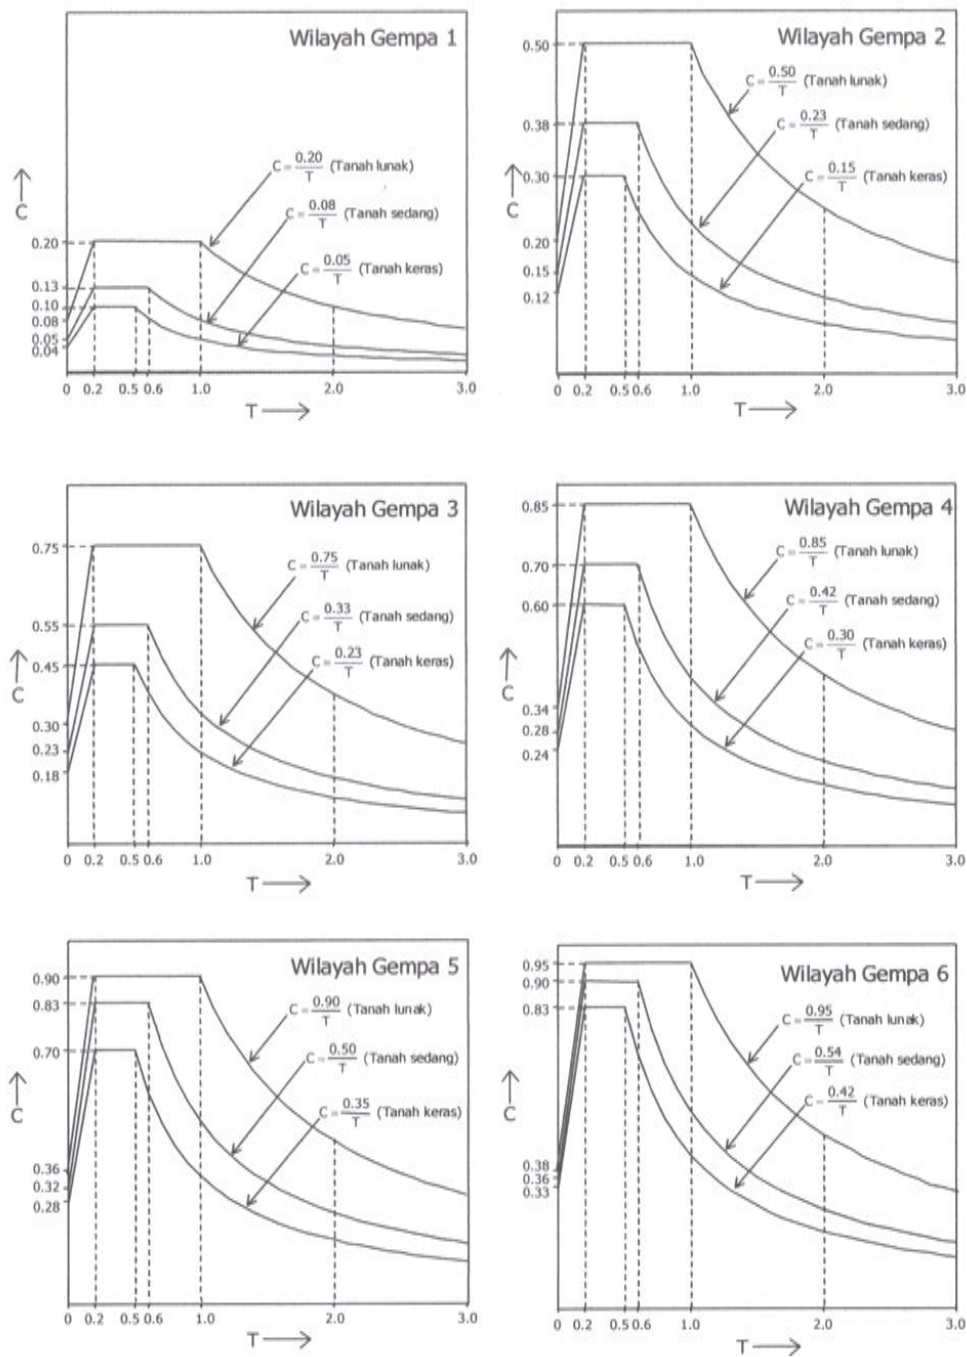 Wilayah Gempa 1
C = 0.20/T (Tanah lunak)
C = 0.08/T (Tanah sedang)
C = 0.05/T (Tanah keras)
C
0.20
0.13
0.10
0.08
0.05
0.04
0 0.2 0.5 0.6 1.0 2.0 3.0
T
Wilayah Gempa 2
C = 0.50/T (Tanah lunak)
C = 0.23/T (Tanah sedang)
C = 0.15/T (Tanah keras)
C
0.50
0.38
0.30
0.20
0.15
0.12
0 0.2 0.5 0.6 1.0 2.0 3.0
T
Wilayah Gempa 3
C = 0.75/T (Tanah lunak)
C = 0.33/T (Tanah sedang)
C = 0.23/T (Tanah keras)
C
0.75
0.55
0.45
0.30
0.23
0.18
0 0.2 0.5 0.6 1.0 2.0 3.0
T
Wilayah Gempa 4
C = 0.85/T (Tanah lunak)
C = 0.42/T (Tanah sedang)
C = 0.30/T (Tanah keras)
C
0.85
0.70
0.60
0.34
0.28
0.24
0 0.2 0.5 0.6 1.0 2.0 3.0
T
Wilayah Gempa 5
C = 0.90/T (Tanah lunak)
C = 0.50/T (Tanah sedang)
C = 0.35/T (Tanah keras)
C
0.90
0.83
0.70
0.36
0.32
0.28
0 0.2 0.5 0.6 1.0 2.0 3.0
T
Wilayah Gempa 6
C = 0.95/T (Tanah lunak)
C = 0.54/T (Tanah sedang)
C = 0.42/T (Tanah keras)
C
0.95
0.90
0.83
0.38
0.36
0.33
0 0.2 0.5 0.6 1.0 2.0 3.0
T